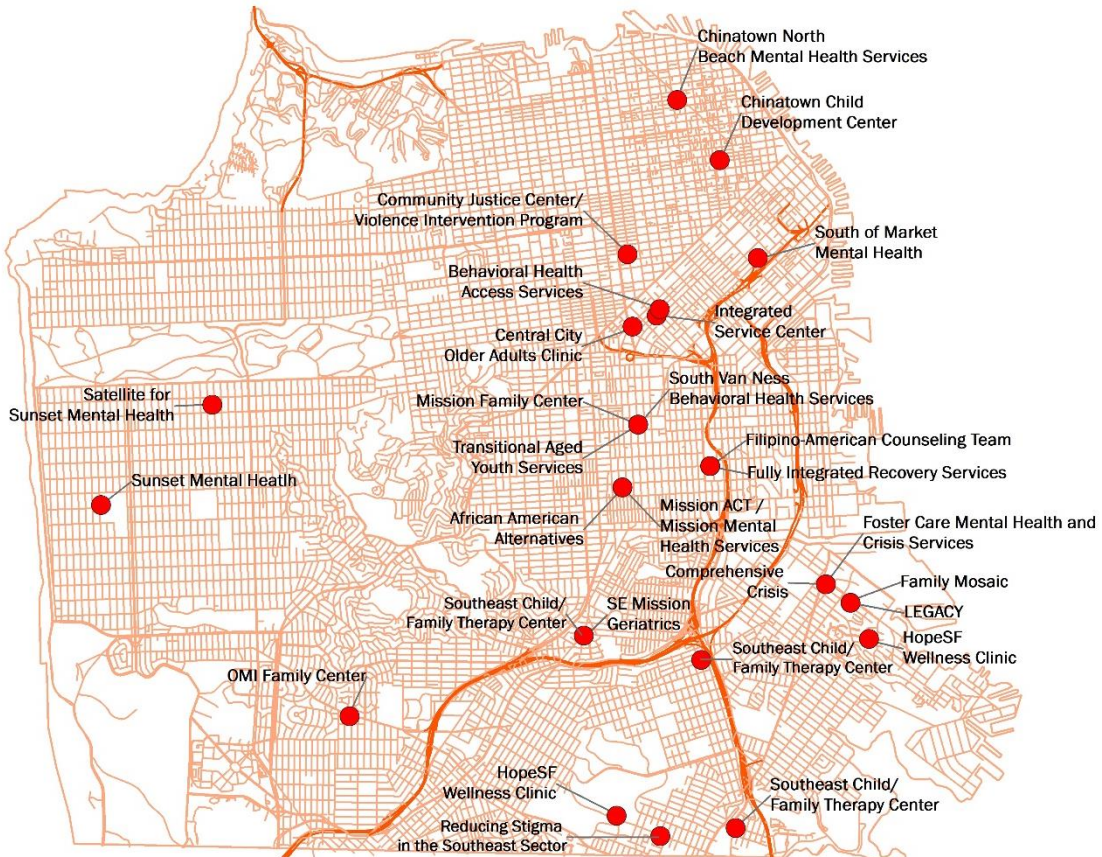 Chinatown North
Beach Mental Health Services
Chinatown Child
Development Center
Community Justice Center/
Violence Intervention Program
South of Market
Mental Health
Behavioral Health
Access Services
Integrated
Service Center
Central City
Older Adults Clinic
South Van Ness
Behavioral Health Services
Satellite for
Sunset Mental Health
Mission Family Center
Transitional Aged
Youth Services
Filipino-American Counseling Team
Fully Integrated Recovery Services
Sunset Mental Heatlh
African American
Alternatives
Mission ACT /
Mission Mental
Health Services
Foster Care Mental Health and
Crisis Services
Comprehensive
Crisis
Family Mosaic
LEGACY
Southeast Child/
Family Therapy Center
SE Mission
Geriatrics
HopeSF
Wellness Clinic
Southeast Child/
Family Therapy Center
OMI Family Center
HopeSF
Wellness Clinic
Southeast Child/
Family Therapy Center
Reducing Stigma
in the Southeast Sector